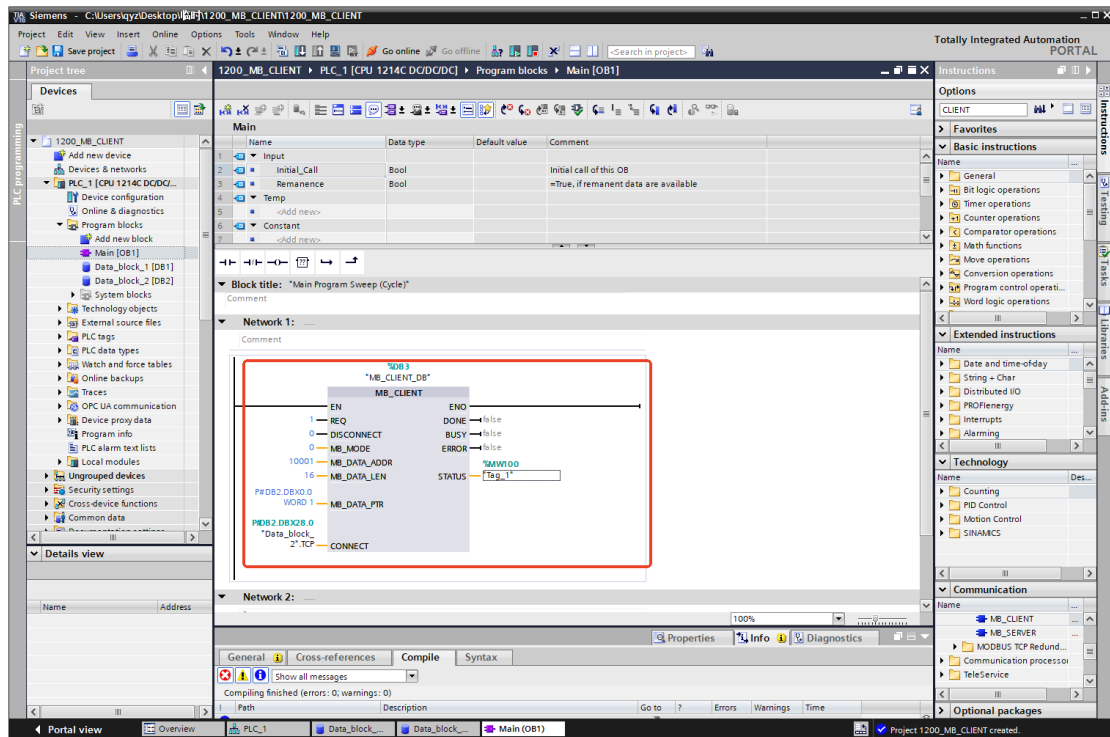 Siemens - C:\Users\qyz\Desktop\临时\1200_MB_CLIENT\1200_MB_CLIENT
Project Edit View Insert Online Options Tools Window Help
Totally Integrated Automation
PORTAL
Save project
Go online
Go offline
<Search in project>
Project tree
1200_MB_CLIENT ▸ PLC_1 [CPU 1214C DC/DC/DC] ▸ Program blocks ▸ Main [OB1]
Instructions
Devices
Options
CLIENT
PLC programming
1200_MB_CLIENT
Add new device
Devices & networks
PLC_1 [CPU 1214C DC/DC/...
Device configuration
Online & diagnostics
Program blocks
Add new block
Main [OB1]
Data_block_1 [DB1]
Data_block_2 [DB2]
System blocks
Technology objects
External source files
PLC tags
PLC data types
Watch and force tables
Online backups
Traces
OPC UA communication
Device proxy data
Program info
PLC alarm text lists
Local modules
Ungrouped devices
Security settings
Cross-device functions
Common data
Details view
Name Address
Main
Name Data type Default value Comment
1 Input
2 Initial_Call Bool Initial call of this OB
3 Remanence Bool =True, if remanent data are available
4 Temp
5 <Add new>
6 Constant
7 <Add new>
Block title: "Main Program Sweep (Cycle)"
Comment
Network 1: .....
Comment
%DB3
"MB_CLIENT_DB"
MB_CLIENT
EN ENO
1 REQ DONE false
0 DISCONNECT BUSY false
0 MB_MODE ERROR false
10001 MB_DATA_ADDR %MW100
16 MB_DATA_LEN STATUS "Tag_1"
P#DB2.DBX0.0
WORD 1 MB_DATA_PTR
P#DB2.DBX28.0
"Data_block_
2".TCP CONNECT
Network 2: .....
100%
Properties Info Diagnostics
General Cross-references Compile Syntax
Show all messages
Compiling finished (errors: 0; warnings: 0)
! Path Description Go to ? Errors Warnings Time
Favorites
Basic instructions
Name ...
General
Bit logic operations
Timer operations
Counter operations
Comparator operations
Math functions
Move operations
Conversion operations
Program control operati...
Word logic operations
Extended instructions
Name ...
Date and time-of-day
String + Char
Distributed I/O
PROFIenergy
Interrupts
Alarming
Technology
Name Des...
Counting
PID Control
Motion Control
SINAMICS
Communication
Name ...
MB_CLIENT ...
MB_SERVER ...
MODBUS TCP Redund...
Communication processor
TeleService
Optional packages
Instructions
Testing
Tasks
Libraries
Add-ins
Portal view
Overview
PLC_1
Data_block_...
Data_block_...
Main (OB1)
Project 1200_MB_CLIENT created.